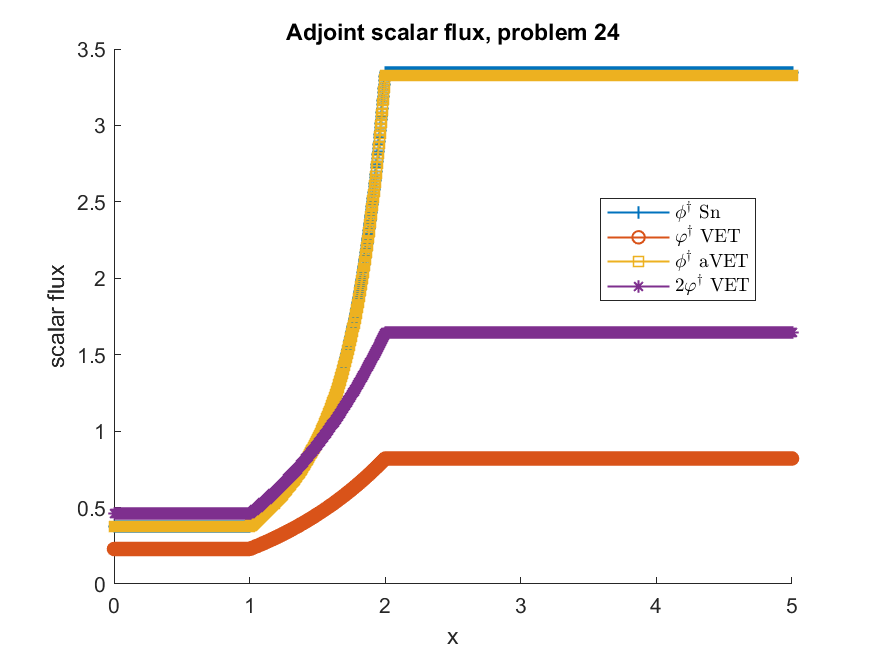 Adjoint scalar flux, problem 24
3.5
3
2.5
2
1.5
1
0.5
0
scalar flux
ϕ† Sn
φ† VET
ϕ† aVET
2φ† VET
0 1 2 3 4 5
x